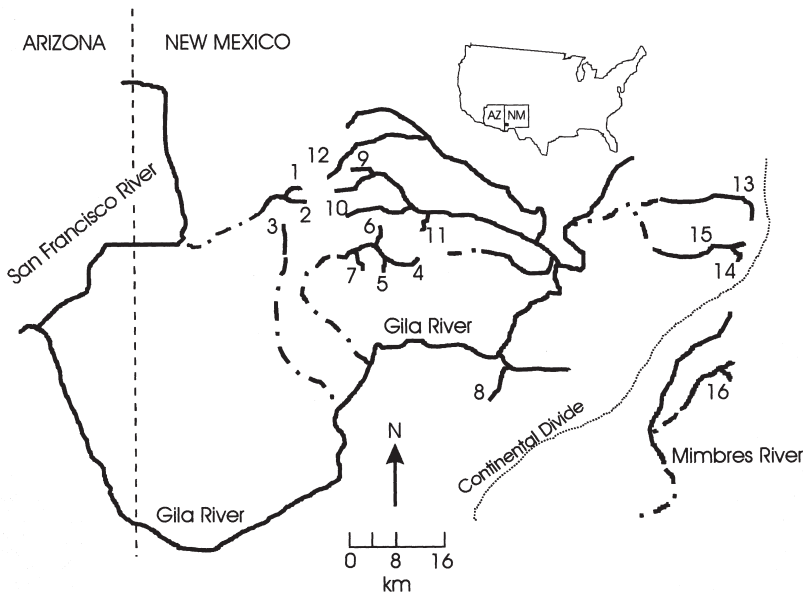 ARIZONA
NEW MEXICO
AZ
NM
San Francisco River
1
2
3
12
9
10
11
6
7
5
4
13
15
14
Gila River
8
16
Continental Divide
Mimbres River
N
Gila River
0
8
16
km